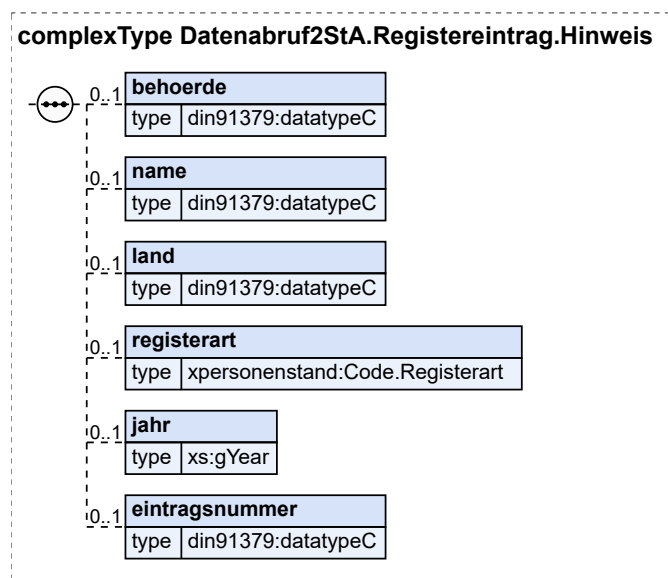 complexType Datenabruf2StA.Registereintrag.Hinweis
0..1 behoerde
type din91379:datatypeC
0..1 name
type din91379:datatypeC
0..1 land
type din91379:datatypeC
0..1 registerart
type xpersonenstand:Code.Registerart
0..1 jahr
type xs:gYear
0..1 eintragsnummer
type din91379:datatypeC